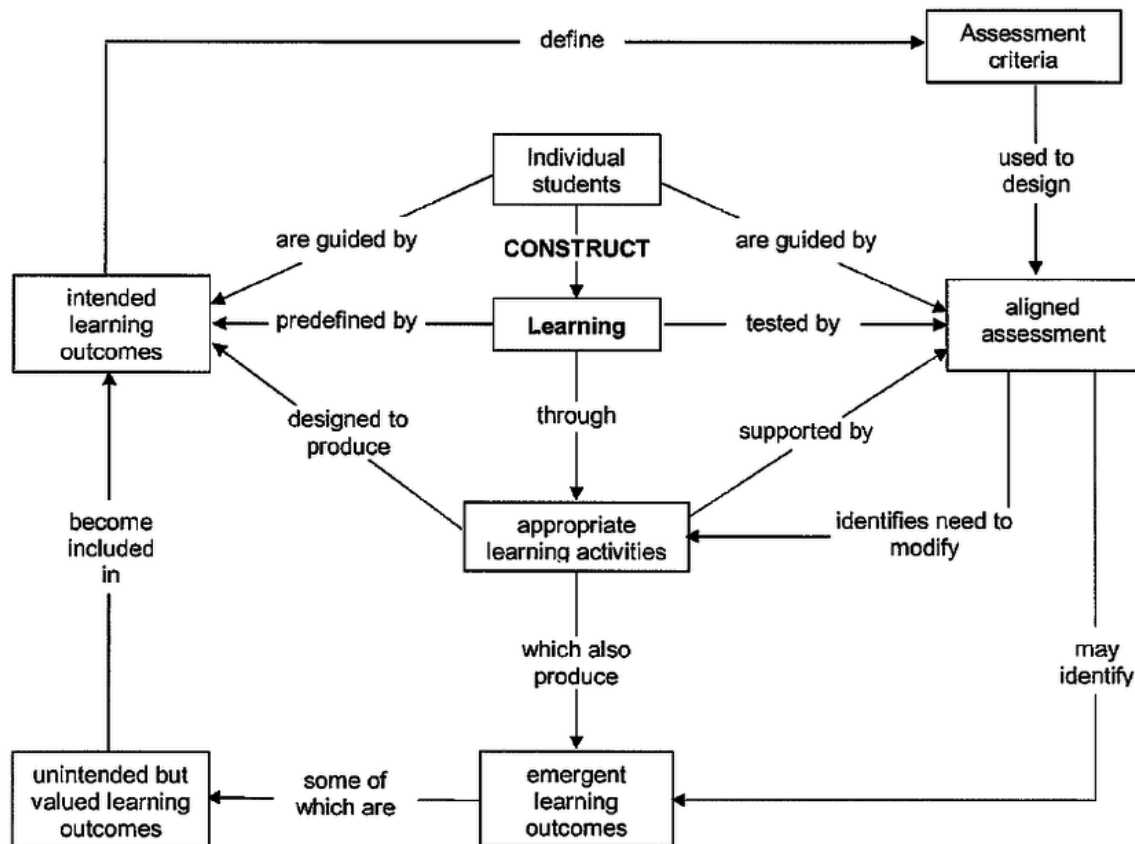 define
Assessment
criteria
Individual
students
used to
design
are guided by
CONSTRUCT
are guided by
intended
learning
outcomes
predefined by
Learning
tested by
aligned
assessment
designed to
produce
through
supported by
become
included
in
appropriate
learning activities
identifies need to
modify
which also
produce
may
identify
unintended but
valued learning
outcomes
some of
which are
emergent
learning
outcomes